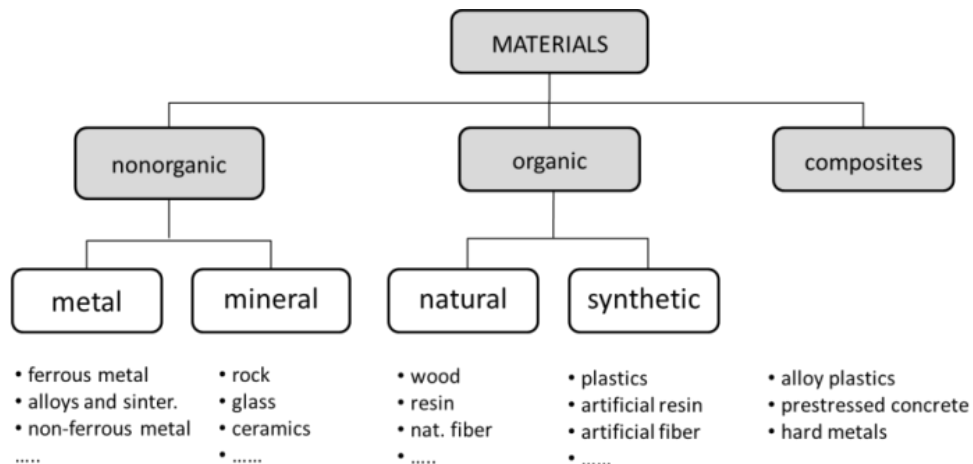 MATERIALS
nonorganic
organic
composites
metal
mineral
natural
synthetic
• ferrous metal
• alloys and sinter.
• non-ferrous metal
.....
• rock
• glass
• ceramics
• ......
• wood
• resin
• nat. fiber
• .....
• plastics
• artificial resin
• artificial fiber
• ......
• alloy plastics
• prestressed concrete
• hard metals